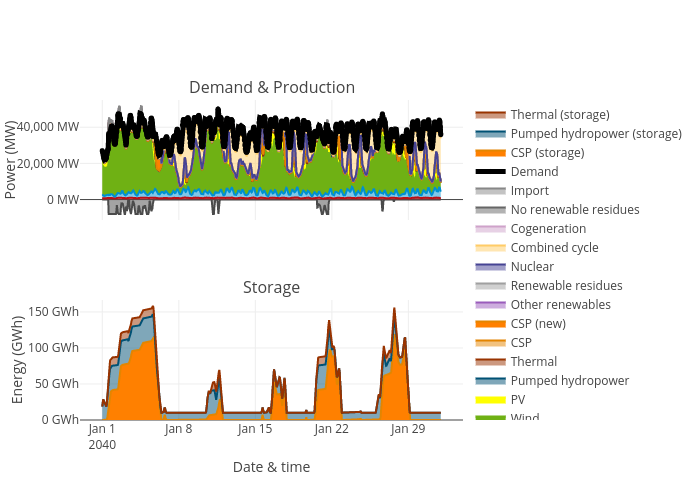 Demand & Production
Power (MW)
40,000 MW
20,000 MW
0 MW
Storage
Energy (GWh)
150 GWh
100 GWh
50 GWh
0 GWh
Jan 1
2040
Jan 8
Jan 15
Jan 22
Jan 29
Date & time
Thermal (storage)
Pumped hydropower (storage)
CSP (storage)
Demand
Import
No renewable residues
Cogeneration
Combined cycle
Nuclear
Renewable residues
Other renewables
CSP (new)
CSP
Thermal
Pumped hydropower
PV
Wind